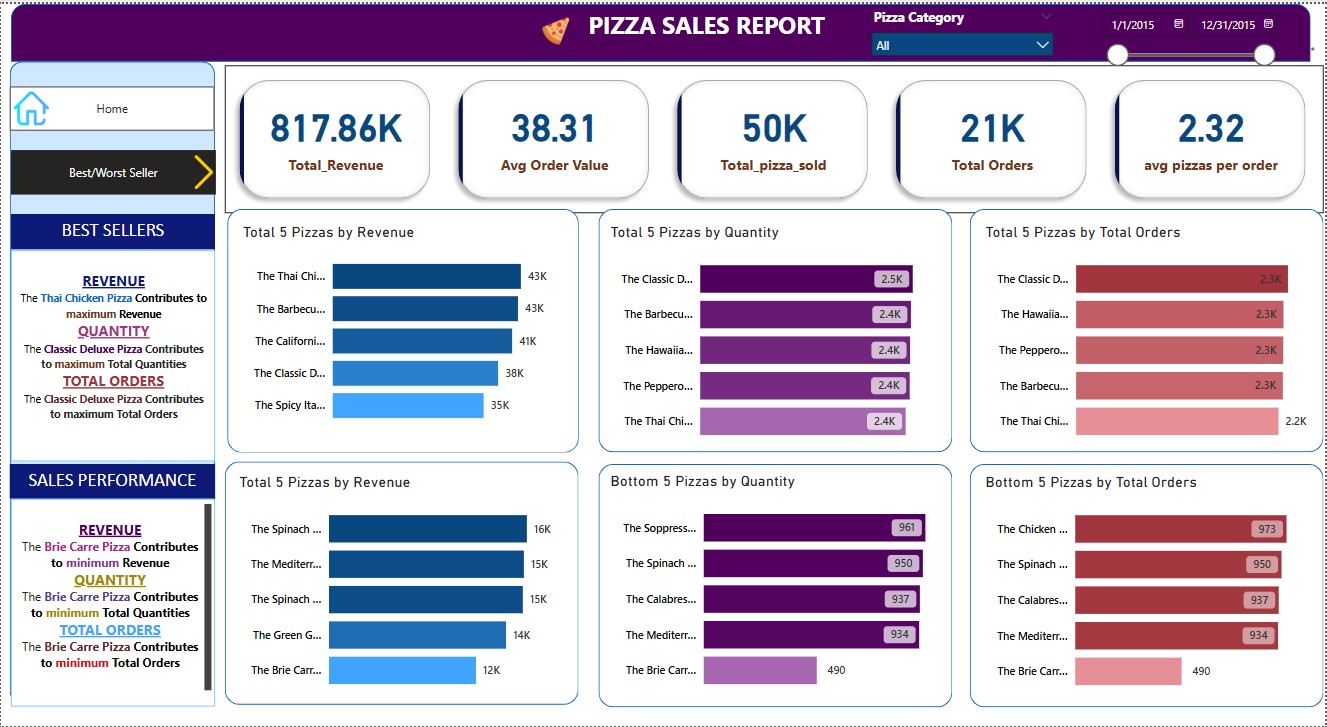 PIZZA SALES REPORT
Pizza Category
All
1/1/2015
12/31/2015
Home
Best/Worst Seller
817.86K
Total_Revenue
38.31
Avg Order Value
50K
Total_pizza_sold
21K
Total Orders
2.32
avg pizzas per order
BEST SELLERS
REVENUE
The Thai Chicken Pizza Contributes to
maximum Revenue
QUANTITY
The Classic Deluxe Pizza Contributes
to maximum Total Quantities
TOTAL ORDERS
The Classic Deluxe Pizza Contributes
to maximum Total Orders
Total 5 Pizzas by Revenue
The Thai Chi... 43K
The Barbecu... 43K
The Californi... 41K
The Classic D... 38K
The Spicy Ita... 35K
Total 5 Pizzas by Quantity
The Classic D... 2.5K
The Barbecu... 2.4K
The Hawaiia... 2.4K
The Peppero... 2.4K
The Thai Chi... 2.4K
Total 5 Pizzas by Total Orders
The Classic D... 2.3K
The Hawaiia... 2.3K
The Peppero... 2.3K
The Barbecu... 2.3K
The Thai Chi... 2.2K
SALES PERFORMANCE
REVENUE
The Brie Carre Pizza Contributes
to minimum Revenue
QUANTITY
The Brie Carre Pizza Contributes
to minimum Total Quantities
TOTAL ORDERS
The Brie Carre Pizza Contributes
to minimum Total Orders
Total 5 Pizzas by Revenue
The Spinach ... 16K
The Mediterr... 15K
The Spinach ... 15K
The Green G... 14K
The Brie Carr... 12K
Bottom 5 Pizzas by Quantity
The Soppress... 961
The Spinach ... 950
The Calabres... 937
The Mediterr... 934
The Brie Carr... 490
Bottom 5 Pizzas by Total Orders
The Chicken ... 973
The Spinach ... 950
The Calabres... 937
The Mediterr... 934
The Brie Carr... 490